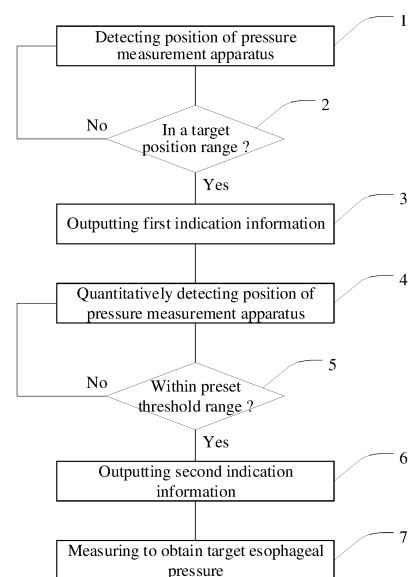 Detecting position of pressure
measurement apparatus
1
In a target
position range ?
2
No
Yes
Outputting first indication information
3
Quantitatively detecting position of
pressure measurement apparatus
4
Within preset
threshold range ?
5
No
Yes
Outputting second indication
information
6
Measuring to obtain target esophageal
pressure
7